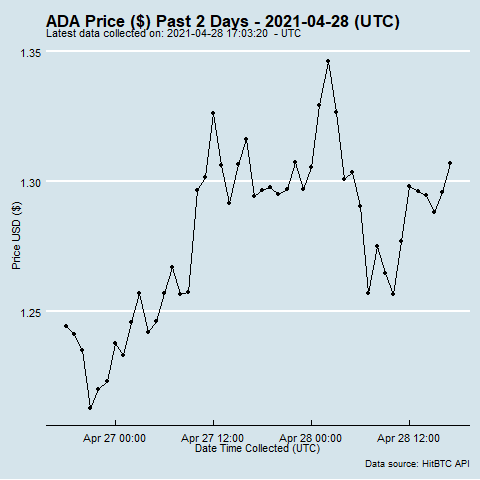 ADA Price ($) Past 2 Days - 2021-04-28 (UTC)
Latest data collected on: 2021-04-28 17:03:20 - UTC
1.35
1.30
1.25
Price USD ($)
Apr 27 00:00 Apr 27 12:00 Apr 28 00:00 Apr 28 12:00
Date Time Collected (UTC)
Data source: HitBTC API